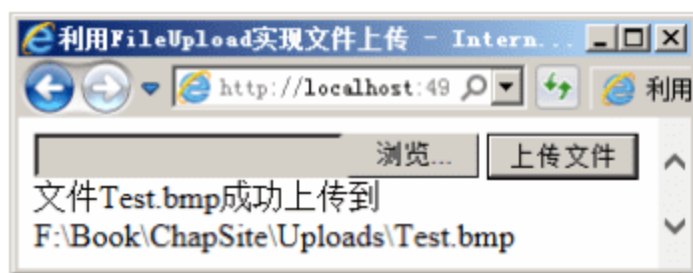 利用FileUpload实现文件上传 - Intern...
http://localhost:49
利用
浏览... 上传文件
文件Test.bmp成功上传到
F:\Book\ChapSite\Uploads\Test.bmp